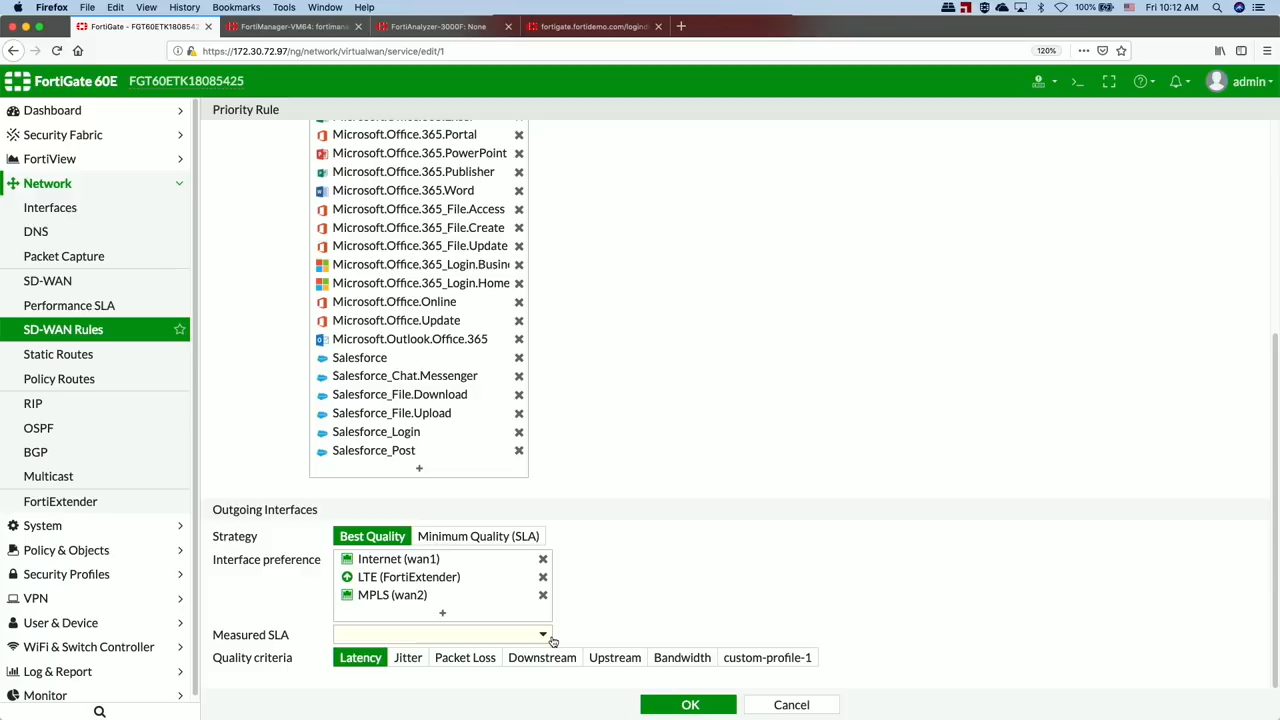 Firefox File Edit View History Bookmarks Tools Window Help 100% Fri 10:12 AM
FortiGate - FGT60ETK18085425 FortiManager-VM64: fortimana FortiAnalyzer-3000F: None fortigate.fortidemo.com/login
https://172.30.72.97/ng/network/virtualwan/service/edit/1 120%
FortiGate 60E FGT60ETK18085425 admin
Dashboard
Security Fabric
FortiView
Network
Interfaces
DNS
Packet Capture
SD-WAN
Performance SLA
SD-WAN Rules
Static Routes
Policy Routes
RIP
OSPF
BGP
Multicast
FortiExtender
System
Policy & Objects
Security Profiles
VPN
User & Device
WiFi & Switch Controller
Log & Report
Monitor
Priority Rule
Microsoft.Office.365.Portal
Microsoft.Office.365.PowerPoint
Microsoft.Office.365.Publisher
Microsoft.Office.365.Word
Microsoft.Office.365_File.Access
Microsoft.Office.365_File.Create
Microsoft.Office.365_File.Update
Microsoft.Office.365_Login.Busin
Microsoft.Office.365_Login.Home
Microsoft.Office.Online
Microsoft.Office.Update
Microsoft.Outlook.Office.365
Salesforce
Salesforce_Chat.Messenger
Salesforce_File.Download
Salesforce_File.Upload
Salesforce_Login
Salesforce_Post
Outgoing Interfaces
Strategy Best Quality Minimum Quality (SLA)
Interface preference Internet (wan1)
LTE (FortiExtender)
MPLS (wan2)
Measured SLA
Quality criteria Latency Jitter Packet Loss Downstream Upstream Bandwidth custom-profile-1
OK Cancel